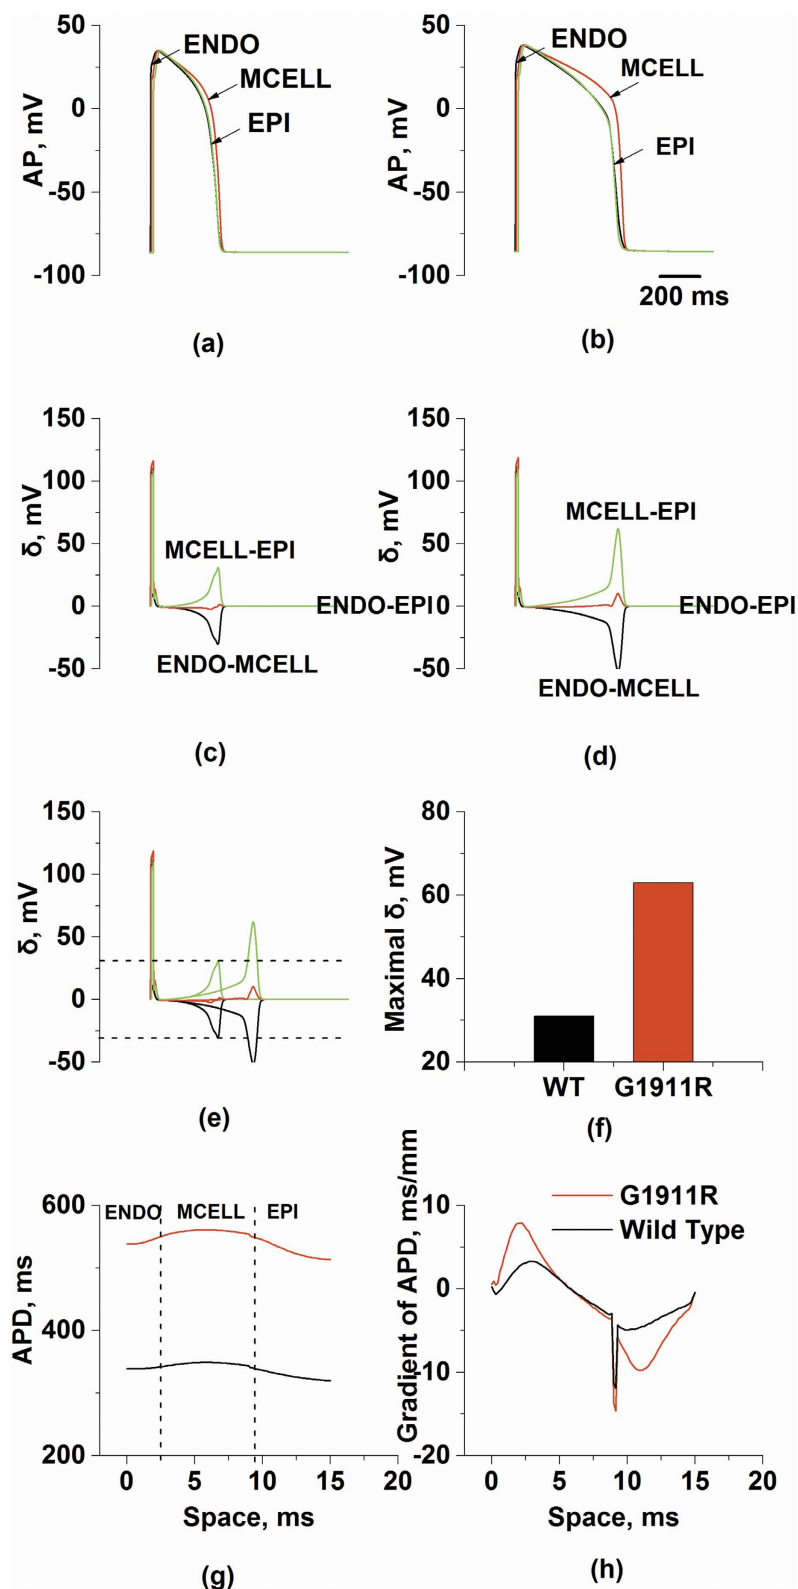 50
0
-50
-100
AP, mV
ENDO
MCELL
EPI
(a)
50
0
-50
-100
AP, mV
ENDO
MCELL
EPI
200 ms
(b)
150
100
50
0
-50
δ, mV
MCELL-EPI
ENDO-EPI
ENDO-MCELL
(c)
150
100
50
0
-50
δ, mV
MCELL-EPI
ENDO-EPI
ENDO-MCELL
(d)
150
100
50
0
-50
δ, mV
(e)
80
60
40
20
Maximal δ, mV
WT G1911R
(f)
600
400
200
APD, ms
ENDO MCELL EPI
0 5 10 15 20
Space, ms
(g)
10
0
-10
-20
Gradient of APD, ms/mm
G1911R
Wild Type
0 5 10 15 20
Space, ms
(h)